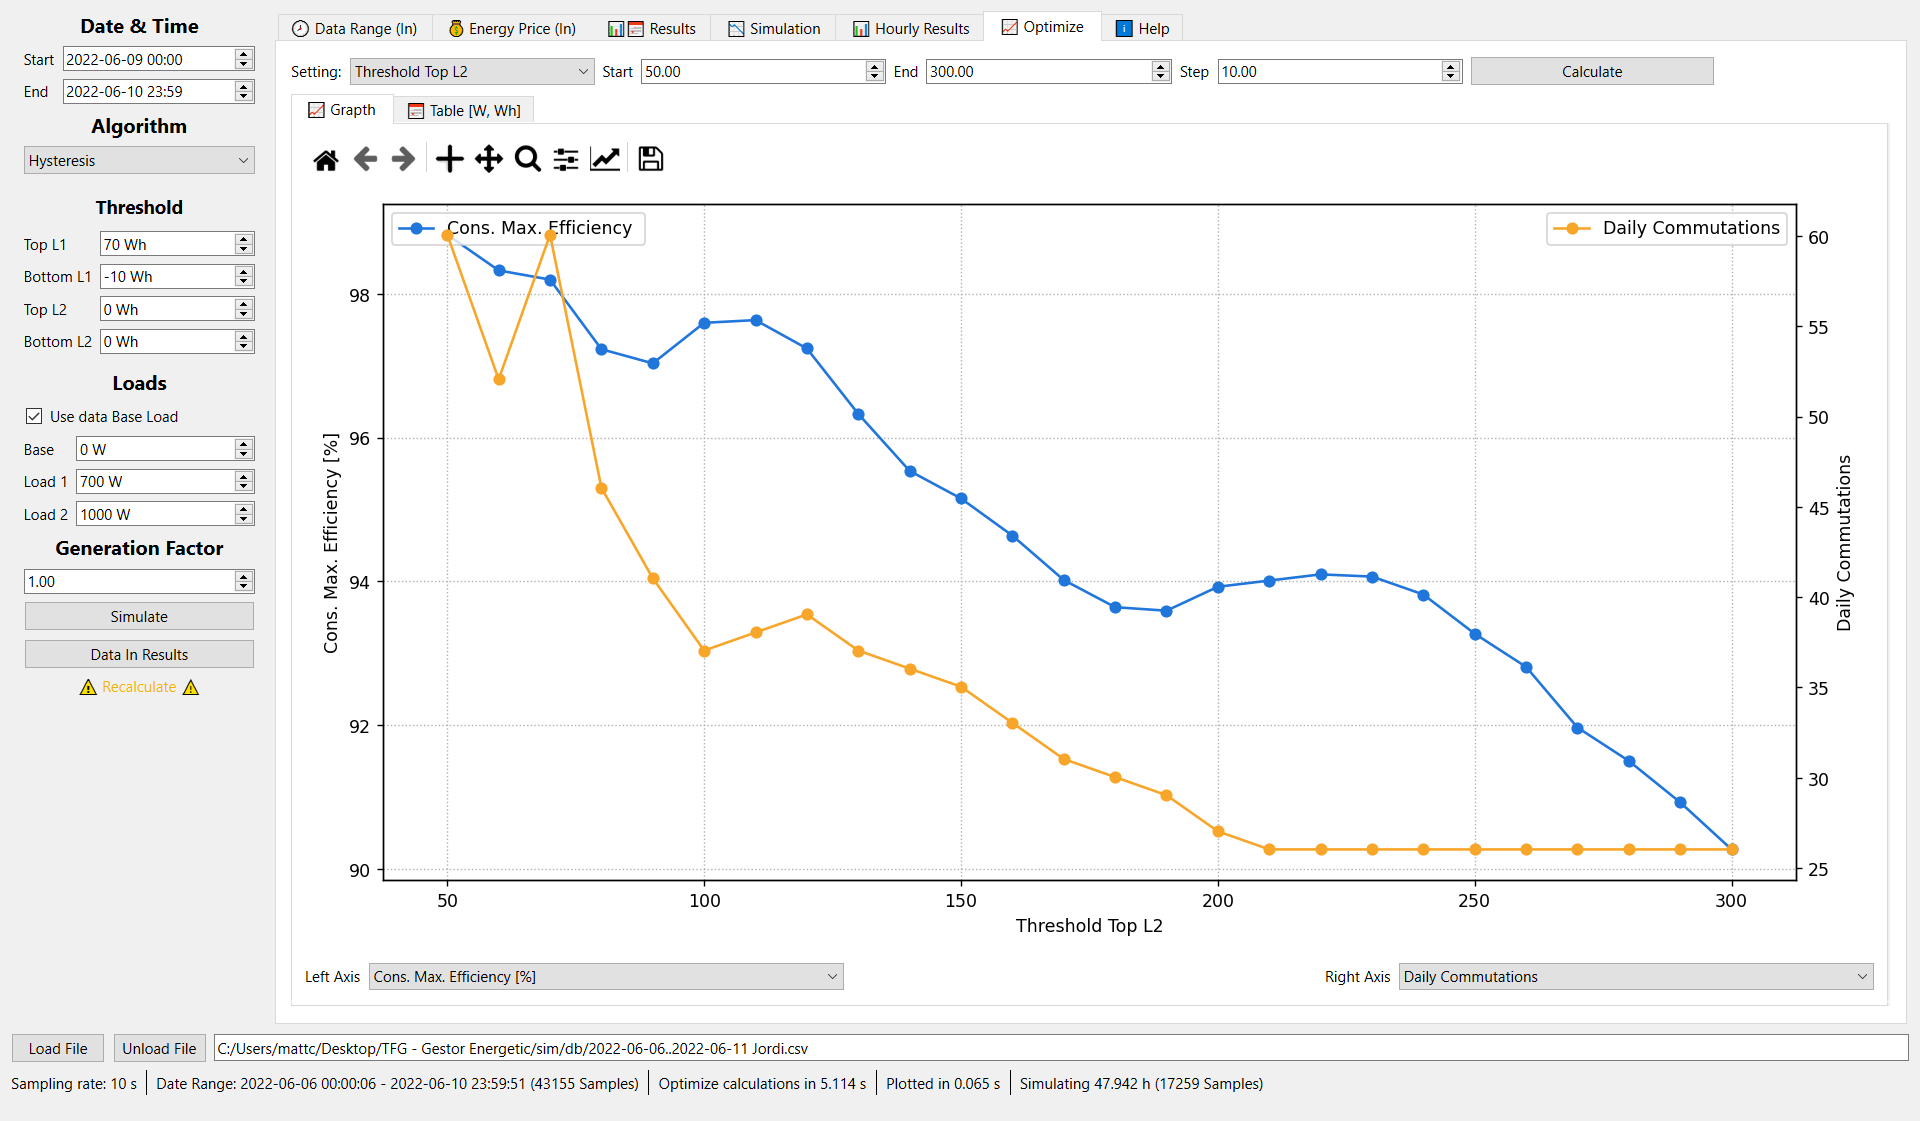 Date & Time
Start 2022-06-09 00:00
End 2022-06-10 23:59
Algorithm
Hysteresis
Threshold
Top L1 70 Wh
Bottom L1 -10 Wh
Top L2 0 Wh
Bottom L2 0 Wh
Loads
Use data Base Load
Base 0 W
Load 1 700 W
Load 2 1000 W
Generation Factor
1.00
Simulate
Data In Results
Recalculate
Data Range (In) Energy Price (In) Results Simulation Hourly Results Optimize Help
Setting: Threshold Top L2 Start 50.00 End 300.00 Step 10.00 Calculate
Grapth Table [W, Wh]
Cons. Max. Efficiency
Daily Commutations
Cons. Max. Efficiency [%]
98
96
94
92
90
60
55
50
45
40
35
30
25
Daily Commutations
50 100 150 200 250 300
Threshold Top L2
Left Axis Cons. Max. Efficiency [%] Right Axis Daily Commutations
Load File Unload File C:/Users/mattc/Desktop/TFG - Gestor Energetic/sim/db/2022-06-06..2022-06-11 Jordi.csv
Sampling rate: 10 s Date Range: 2022-06-06 00:00:06 - 2022-06-10 23:59:51 (43155 Samples) Optimize calculations in 5.114 s Plotted in 0.065 s Simulating 47.942 h (17259 Samples)